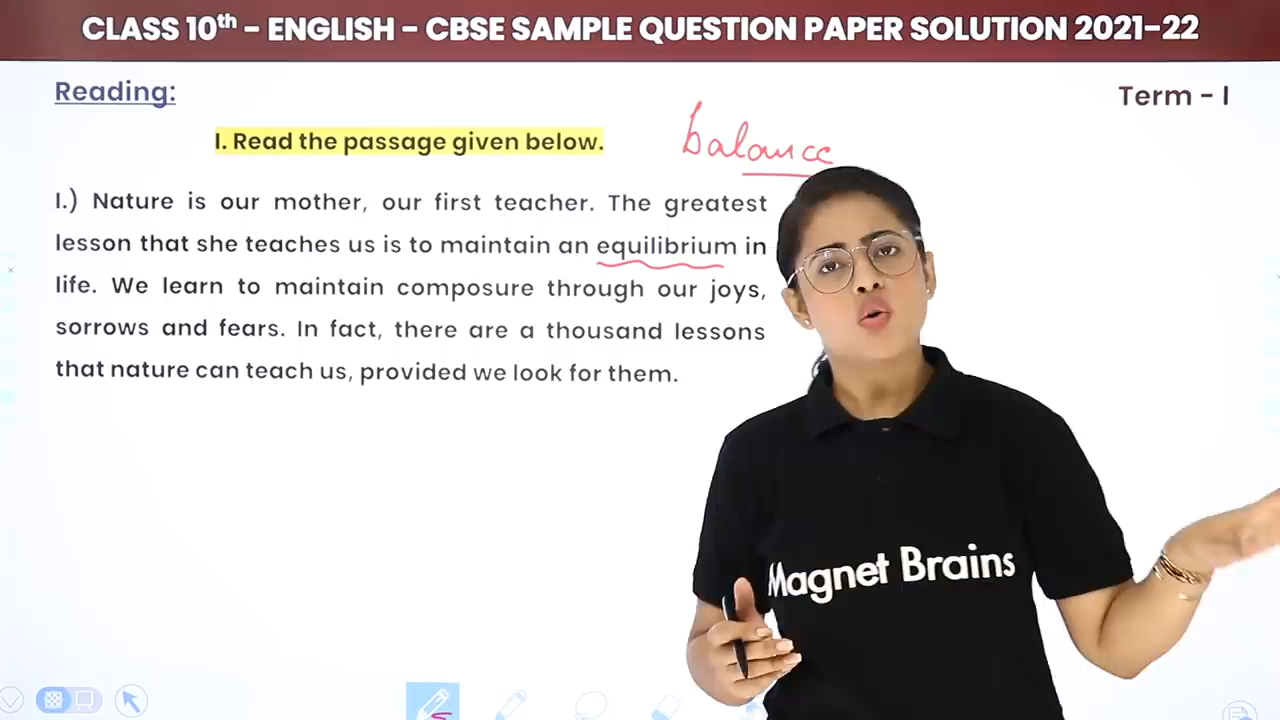 CLASS 10th - ENGLISH - CBSE SAMPLE QUESTION PAPER SOLUTION 2021-22
Reading:
Term - I
I. Read the passage given below.
balance
I.) Nature is our mother, our first teacher. The greatest
lesson that she teaches us is to maintain an equilibrium in
life. We learn to maintain composure through our joys,
sorrows and fears. In fact, there are a thousand lessons
that nature can teach us, provided we look for them.
Magnet Brains